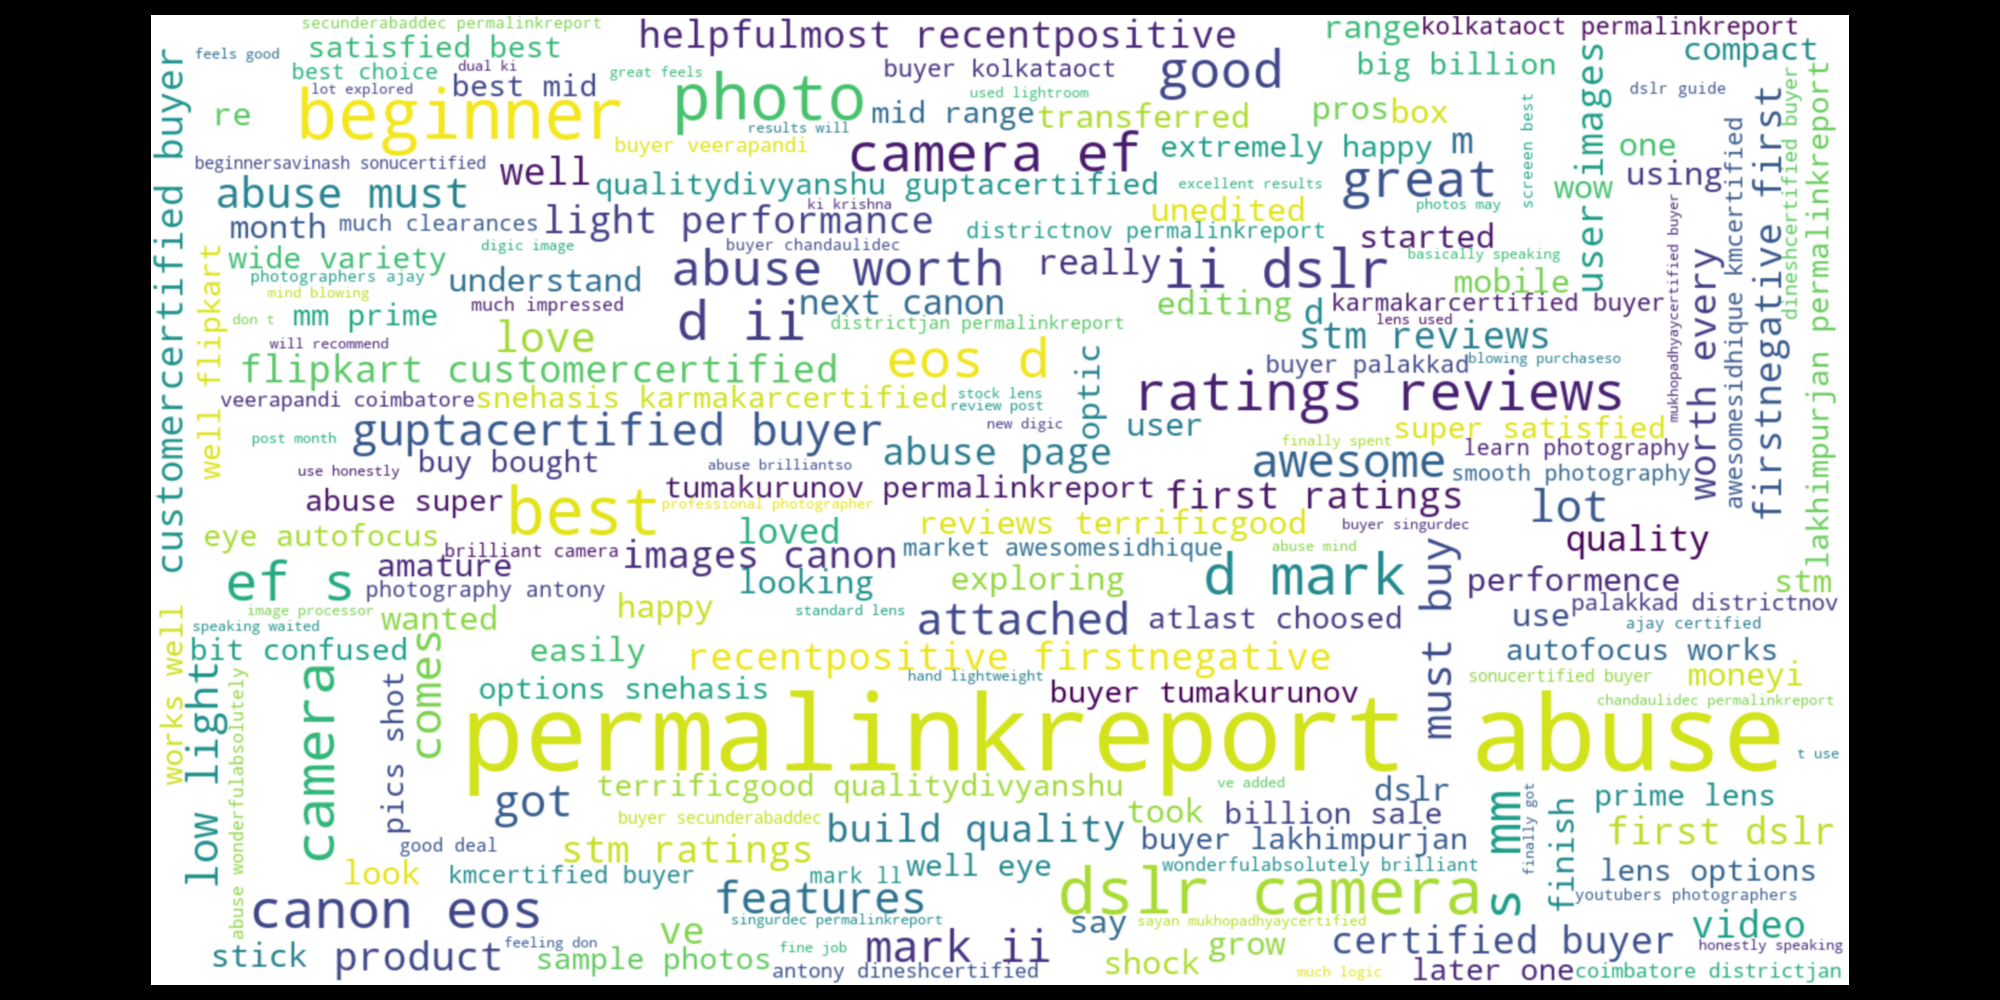 secunderabaddec permalinkreport
helpfulmost recentpositive
range
kolkataoct permalinkreport
feels good
satisfied best
compact
best choice
dual ki
great feels
buyer kolkataoct
good
big billion
lot explored
best mid
photo
used lightroom
dslr guide
re
beginner
results will
mid range
transferred
pros
box
customercertified buyer
buyer veerapandi
camera ef
extremely happy
m
screeen best
user images
one
beginnersavinash sonucertified
well
qualitydivyanshu guptacertified
excellent results
great
wow
using
awesomesidhique kmcertified
firstnegative first
dineshcertified buyer
lakhimpurjan permalinkreport
abuse must
ki krishna
unedited
photos may
month
much clearances
light performance
districtnov permalinkreport
started
mukhopadhyaycertified buyer
digic image
buyer chandaulidec
basically speaking
wide variety
photographers ajay
understand
abuse worth
really
ii dslr
mobile
worth every
well flipkart
mind blowing
much impressed
next canon
editing
d
karmakarcertified buyer
don t
mm prime
d ii
districtjan permalinkreport
lens used
will recommend
love
stm reviews
flipkart customercertified
eos d
optic
buyer palakkad
blowing purchaseso
veerapandi coimbatore
snehasis karmakarcertified
stock lens
review post
ratings reviews
post month
guptacertified buyer
new digic
user
super satisfied
finally spent
use honestly
buy bought
abuse brilliantso
abuse page
awesome
learn photography
smooth photography
abuse super
best
tumakurunov permalinkreport
professional photographer
first ratings
lot
eye autofocus
loved
reviews terrificgood
buyer singurdec
quality
brilliant camera
images canon
market awesomesidhique
abuse mind
must buy
ef s
amature
photography antony
looking
exploring
d mark
performence
stm
image processor
wanted
happy
standard lens
attached
atlast choosed
use
palakkad districtnov
works well
speaking waited
ajay certified
bit confused
comes
easily
recentpositive firstnegative
autofocus works
low light
abuse wonderfulabsolutely
camera
pics shot
options snehasis
hand lightweight
buyer tumakurunov
sonucertified buyer
moneyi
permalinkreport abuse
chandaulidec permalinkreport
t use
terrificgood qualitydivyanshu
ve added
dslr
s mm
finally got
finish
prime lens
got
buyer secunderabaddec
build quality
took
billion sale
first dslr
good deal
stm ratings
buyer lakhimpurjan
look
kmcertified buyer
mark ll
well eye
wonderfulabsolutely brilliant
lens options
canon eos
features
dslr camera
youtubers photographers
singurdec permalinkreport
say
sayan mukhopadhyaycertified
video
stick
product
feeling don
ve
sample photos
fine job
mark ii
grow
certified buyer
honestly speaking
antony dineshcertified
shock
much logic
later one
coimbatore districtjan